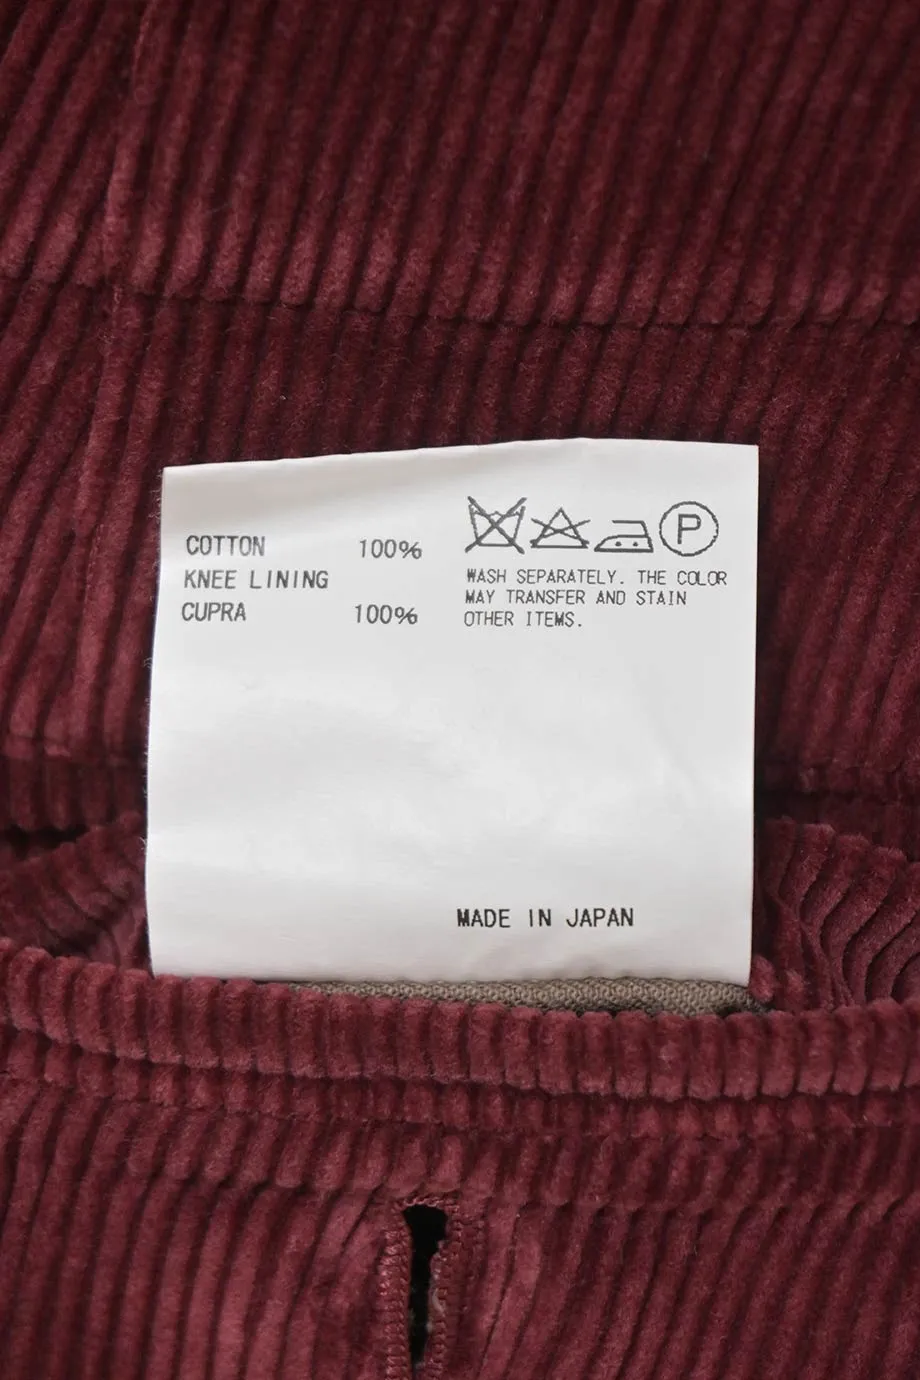 COTTON 100%
KNEE LINING
CUPRA 100%
P
WASH SEPARATELY. THE COLOR
MAY TRANSFER AND STAIN
OTHER ITEMS.
MADE IN JAPAN